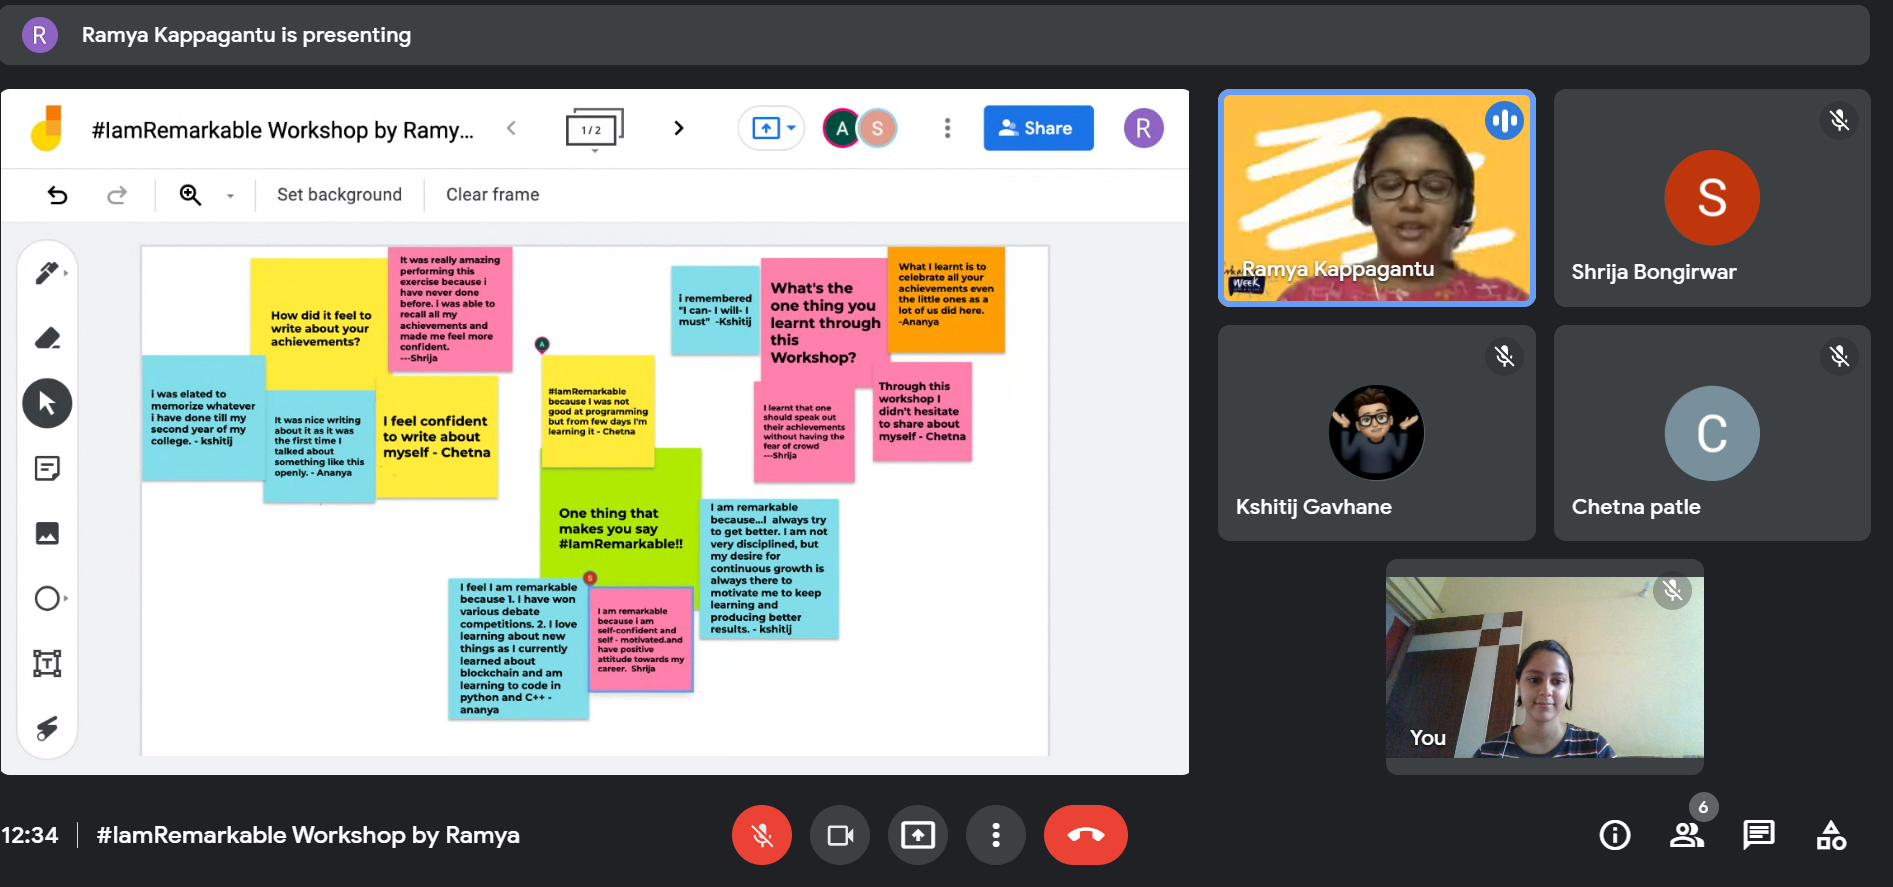 R
Ramya Kappagantu is presenting
#IamRemarkable Workshop by Ramy...
1/2
A
S
Share
R
Set background
Clear frame
How did it feel to
write about your
achievements?
It was really amazing
performing this
exercise because i
have never done
before. i was able to
recall all my
achievements and
made me feel more
confident.
---Shrija
i was elated to
memorize whatever
i have done till my
second year of my
college. - kshitij
It was nice writing
about it as it was
the first time I
talked about
something like this
openly. - Ananya
I feel confident
to write about
myself - Chetna
A
#IamRemarkable
because I was not
good at programming
but from few days I'm
learning it - Chetna
One thing that
makes you say
#IamRemarkable!!
I feel I am remarkable
because 1. I have won
various debate
competitions. 2. I love
learning about new
things as I currently
learned about
blockchain and am
learning to code in
python and C++ -
ananya
S
I am remarkable
because i am
self-confident and
self - motivated.and
have positive
attitude towards my
career. Shrija
I am remarkable
because...I always try
to get better. I am not
very disciplined, but
my desire for
continuous growth is
always there to
motivate me to keep
learning and
producing better
results. - kshitij
i remembered
"I can- I will- I
must" -Kshitij
What's the
one thing you
learnt through
this
Workshop?
What I learnt is to
celebrate all your
achievements even
the little ones as a
lot of us did here.
-Ananya
I learnt that one
should speak out
their achievements
without having the
fear of crowd
---Shrija
Through this
workshop I
didn't hesitate
to share about
myself - Chetna
WEEK
Ramya Kappagantu
S
Shrija Bongirwar
Kshitij Gavhane
C
Chetna patle
You
12:34
#IamRemarkable Workshop by Ramya
6